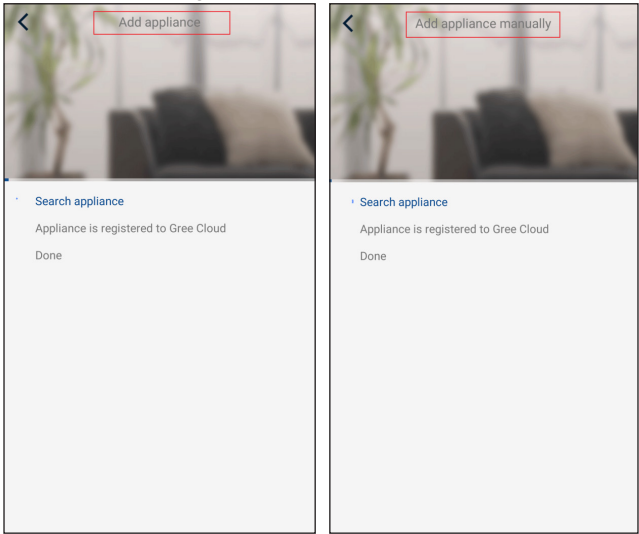 Add appliance
Search appliance
Appliance is registered to Gree Cloud
Done
Add appliance manually
Search appliance
Appliance is registered to Gree Cloud
Done